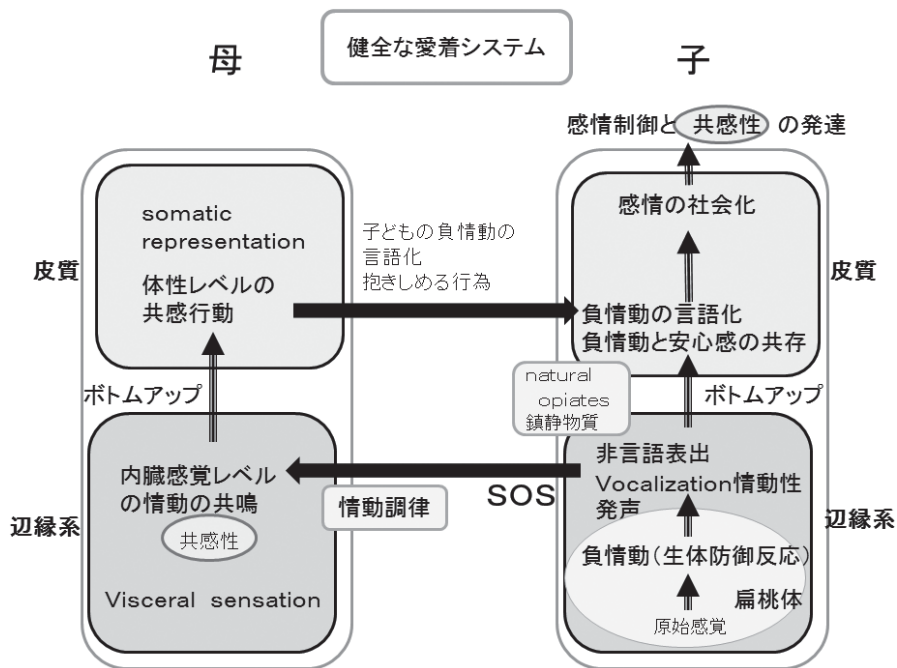 健全な愛着システム
母
子
感情制御と 共感性 の発達
皮質
somatic
representation
体性レベルの
共感行動
子どもの負情動の
言語化
抱きしめる行為
感情の社会化
負情動の言語化
負情動と安心感の共存
皮質
ボトムアップ
natural
opiates
鎮静物質
ボトムアップ
辺縁系
内臓感覚レベル
の情動の共鳴
共感性
Visceral sensation
情動調律
SOS
非言語表出
Vocalization情動性
発声
負情動(生体防御反応)
扁桃体
原始感覚
辺縁系